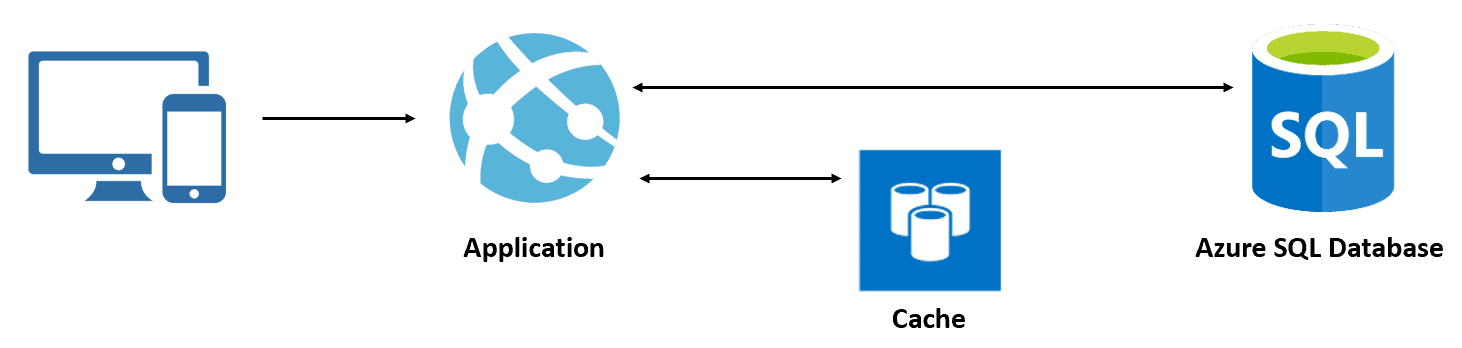 SQL
Application
Azure SQL Database
Cache